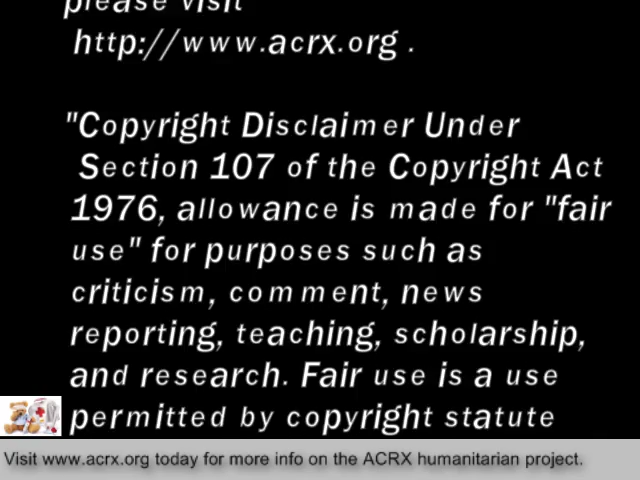 please visit
http://www.acrx.org .
"Copyright Disclaimer Under
Section 107 of the Copyright Act
1976, allowance is made for "fair
use" for purposes such as
criticism, comment, news
reporting, teaching, scholarship,
and research. Fair use is a use
permitted by copyright statute
Visit www.acrx.org today for more info on the ACRX humanitarian project.